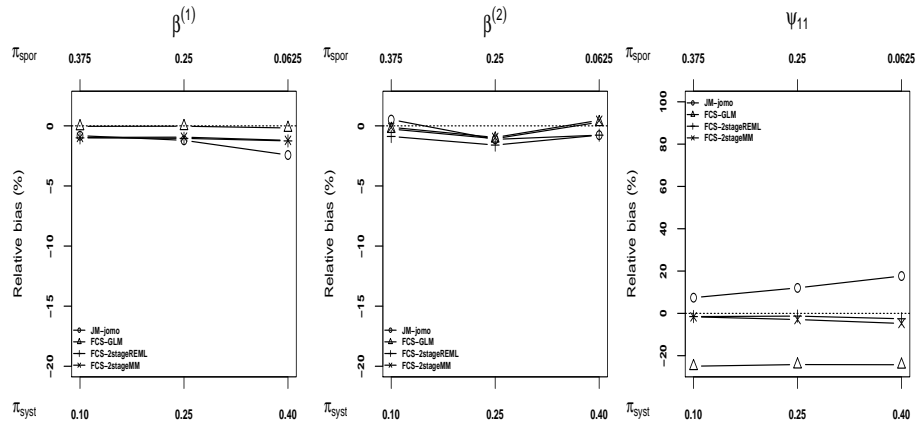 β(1)
πspor
0.375 0.25 0.0625
Relative bias (%)
0
−5
−10
−15
−20
JM−jomo
FCS−GLM
FCS−2stageREML
FCS−2stageMM
πsyst
0.10 0.25 0.40
β(2)
πspor
0.375 0.25 0.0625
Relative bias (%)
0
−5
−10
−15
−20
JM−jomo
FCS−GLM
FCS−2stageREML
FCS−2stageMM
πsyst
0.10 0.25 0.40
ψ11
πspor
0.375 0.25 0.0625
Relative bias (%)
100
80
60
40
20
0
−20
JM−jomo
FCS−GLM
FCS−2stageREML
FCS−2stageMM
πsyst
0.10 0.25 0.40